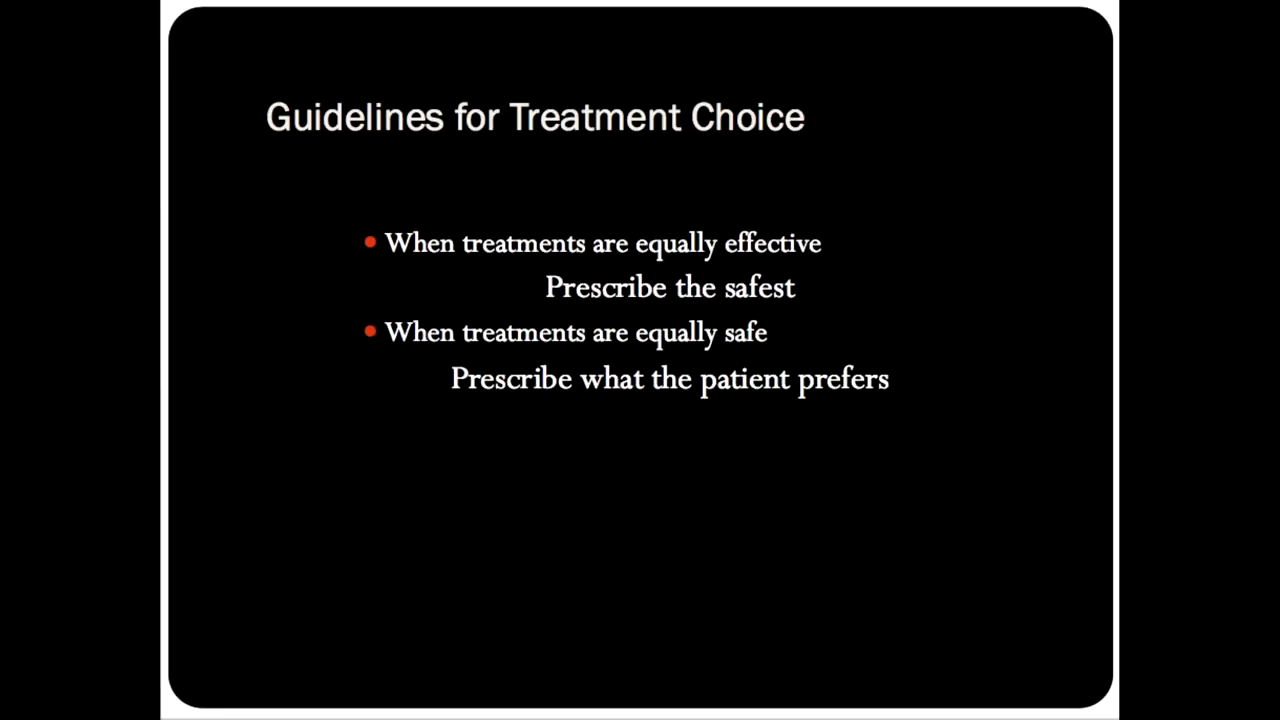 Guidelines for Treatment Choice
• When treatments are equally effective
Prescribe the safest
• When treatments are equally safe
Prescribe what the patient prefers